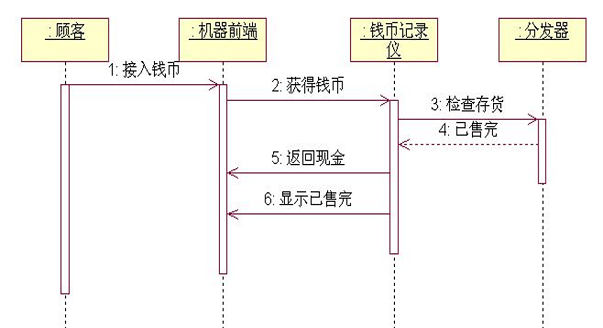 : 顾客
: 机器前端
: 钱币记录
仪
: 分发器
1: 接入钱币
2: 获得钱币
3: 检查存货
4: 已售完
5: 返回现金
6: 显示已售完